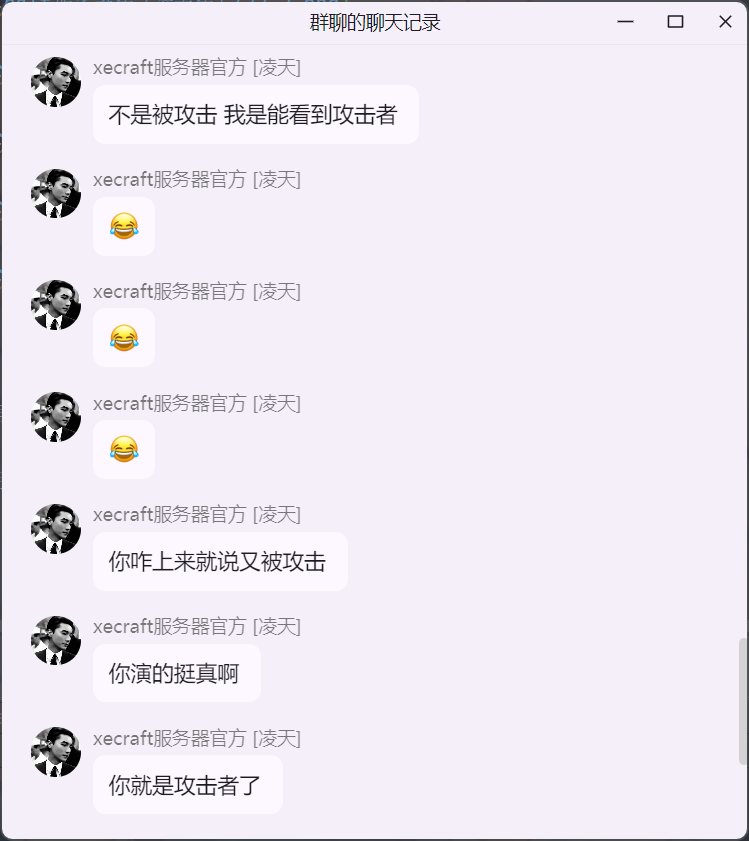 群聊的聊天记录
xecraft服务器官方 [凌天]
不是被攻击 我是能看到攻击者
xecraft服务器官方 [凌天]
😂
xecraft服务器官方 [凌天]
😂
xecraft服务器官方 [凌天]
😂
xecraft服务器官方 [凌天]
你咋上来就说又被攻击
xecraft服务器官方 [凌天]
你演的挺真啊
xecraft服务器官方 [凌天]
你就是攻击者了